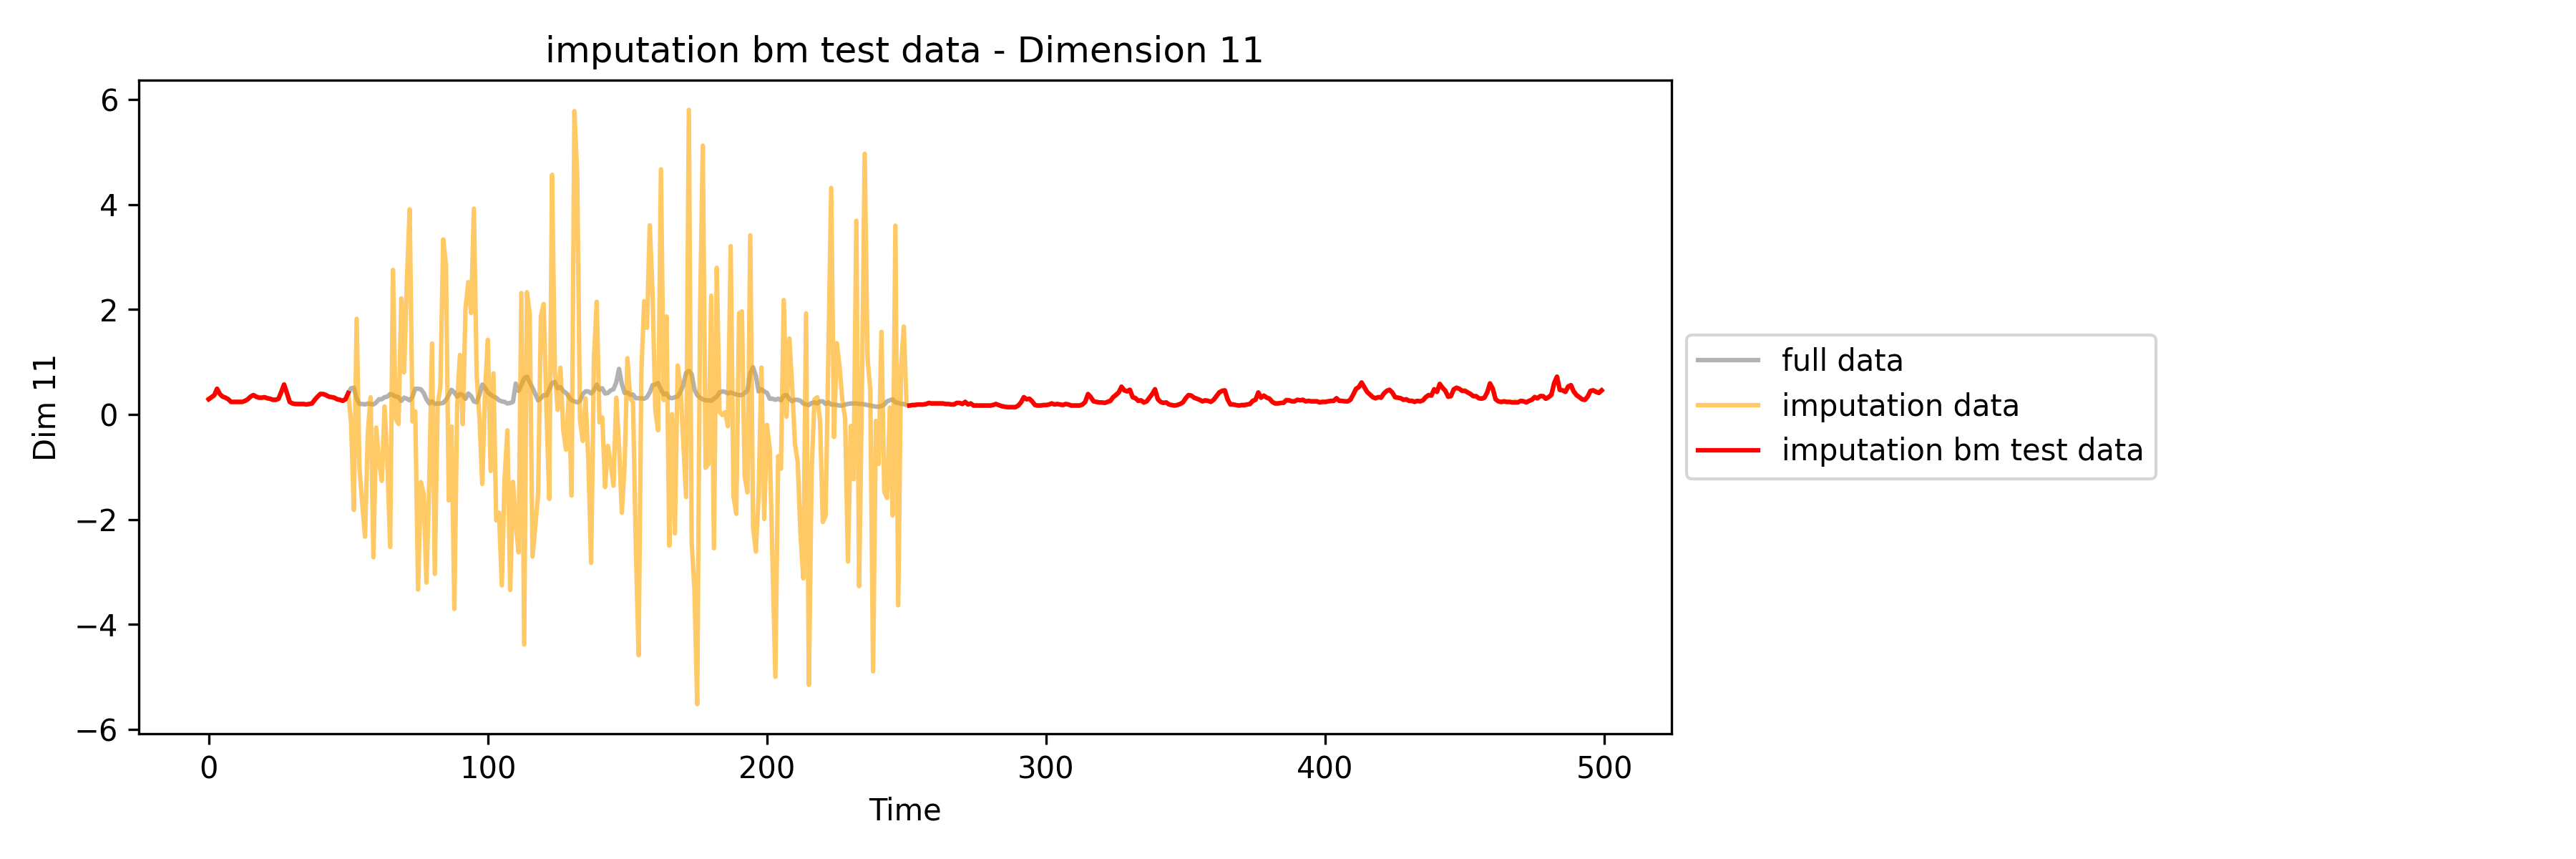 imputation bm test data - Dimension 11
6
4
2
0
−2
−4
−6
Dim 11
0 100 200 300 400 500
Time
full data
imputation data
imputation bm test data